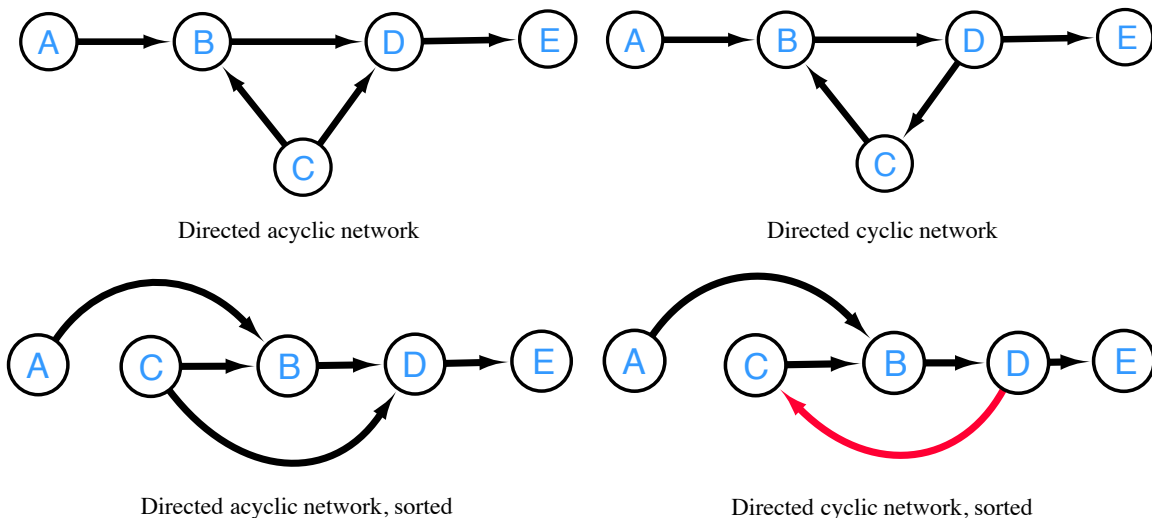 A B D E A B D E
C C
Directed acyclic network Directed cyclic network
A C B D E A C B D E
Directed acyclic network, sorted Directed cyclic network, sorted